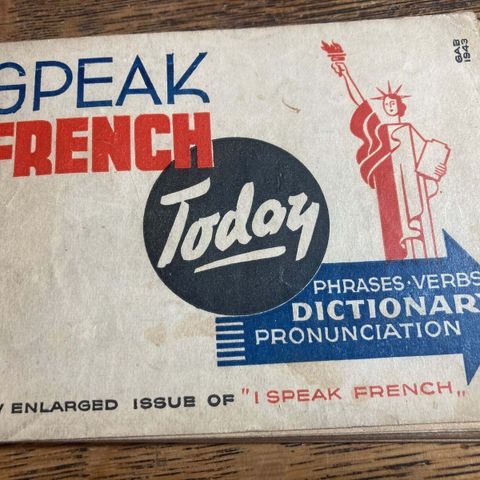 SPEAK
FRENCH
Today
GAB
1943
PHRASES·VERBS
DICTIONARY
PRONUNCIATION
ENLARGED ISSUE OF "I SPEAK FRENCH„